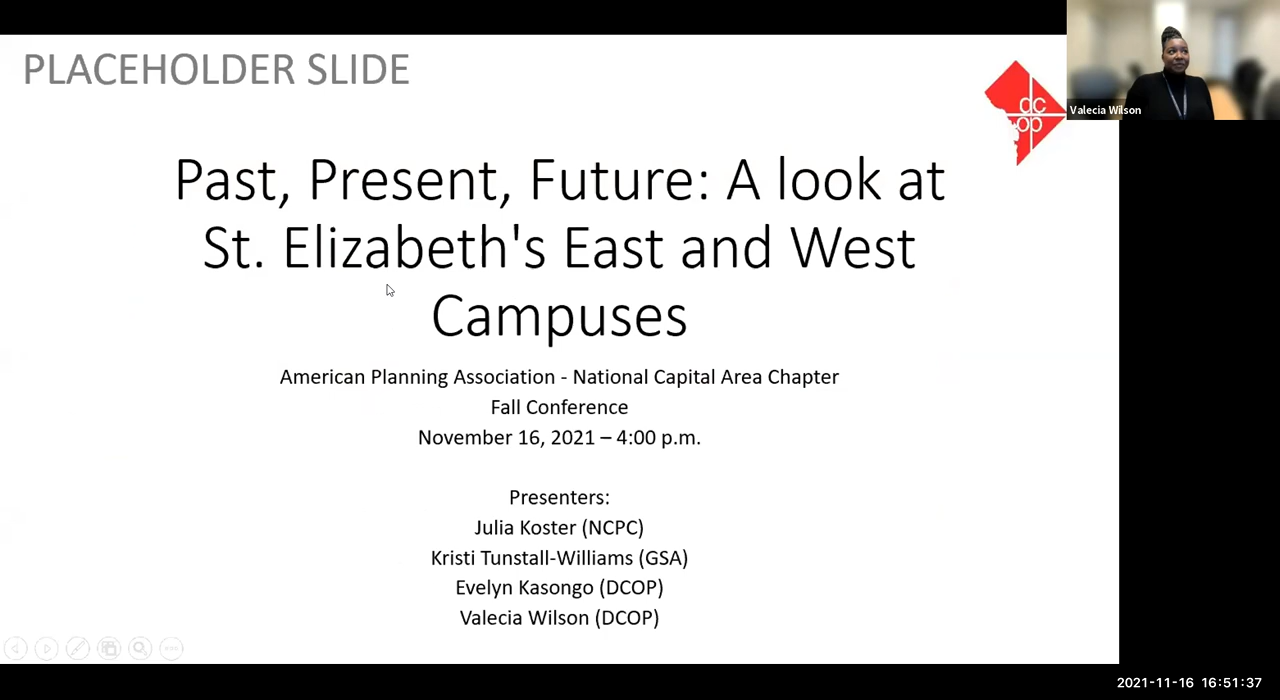 PLACEHOLDER SLIDE
dc
op
Valecia Wilson
Past, Present, Future: A look at
St. Elizabeth's East and West
Campuses
American Planning Association - National Capital Area Chapter
Fall Conference
November 16, 2021 – 4:00 p.m.
Presenters:
Julia Koster (NCPC)
Kristi Tunstall-Williams (GSA)
Evelyn Kasongo (DCOP)
Valecia Wilson (DCOP)
2021-11-16 16:51:37